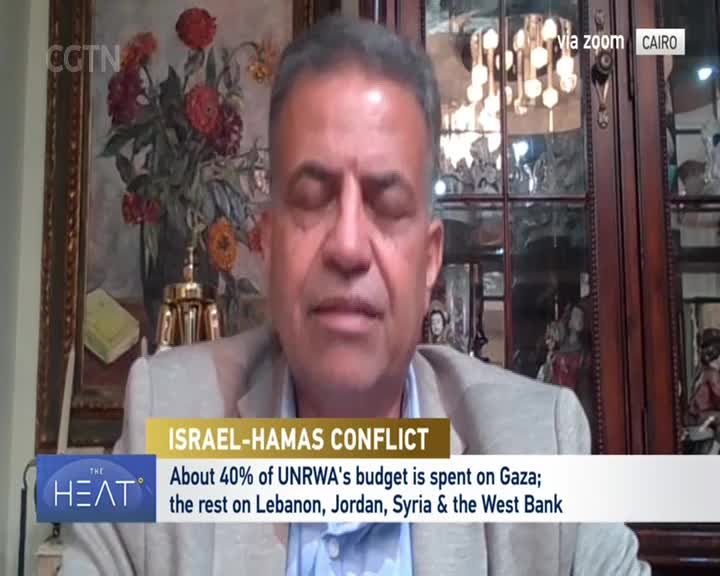 CGTN
via zoom
CAIRO
ISRAEL-HAMAS CONFLICT
THE
HEAT
About 40% of UNRWA's budget is spent on Gaza;
the rest on Lebanon, Jordan, Syria & the West Bank